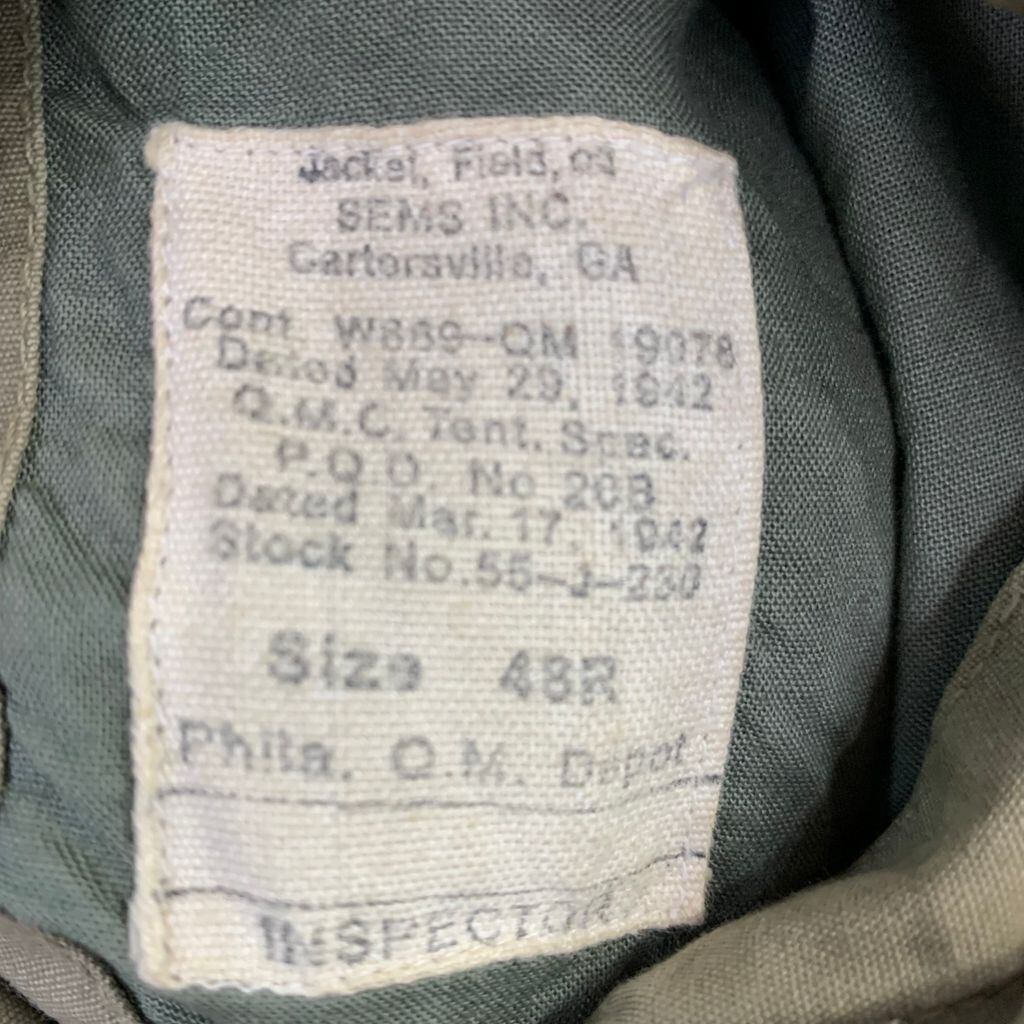 Jacket, Field, OD
SEMS INC.
Cartersville, GA
Cont W669-QM 19078
Dated May 29, 1942
Q.M.C. Tent. Spec.
P.Q.D. No 20B
Dated Mar. 17, 1942
Stock No. 55-J-230
Size 48R
Phila. Q.M. Depot
INSPECTOR